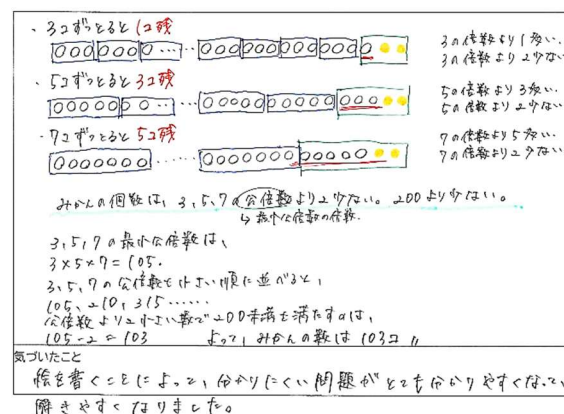 ・3コずつとると 1コ残
3の倍数より1多い.
3の倍数より2少ない
・5コずつとると 3コ残
5の倍数より3多い.
5の倍数より2少ない
・7コずつとると 5コ残
7の倍数より5多い.
7の倍数より2少ない
みかんの個数は, 3,5,7の公倍数より2少ない。200より少ない。
↳最小公倍数の倍数.
3,5,7の最小公倍数は,
3×5×7=105.
3,5,7の公倍数を小さい順に並べると,
105、210、315……
公倍数より2小さい数で200未満を満たすのは,
105-2=103 よって, みかんの数は103コ〃
気づいたこと
絵を書くことによって, 分かりにくい問題がとても分かりやすくなって,
解きやすくなりました。